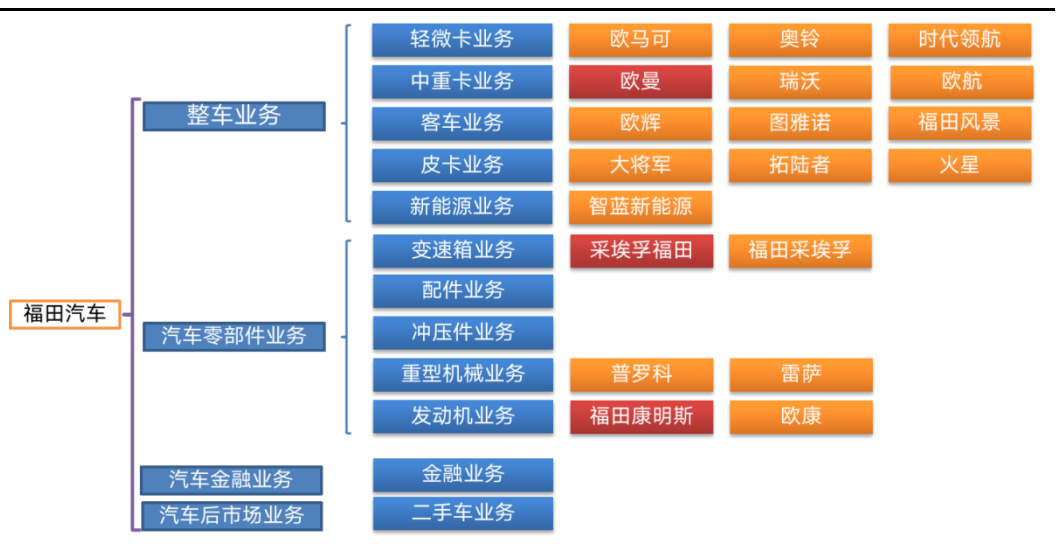 轻微卡业务 欧马可 奥铃 时代领航
中重卡业务 欧曼 瑞沃 欧航
整车业务
客车业务 欧辉 图雅诺 福田风景
皮卡业务 大将军 拓陆者 火星
新能源业务 智蓝新能源
变速箱业务 采埃孚福田 福田采埃孚
配件业务
福田汽车
汽车零部件业务
冲压件业务
重型机械业务 普罗科 雷萨
发动机业务 福田康明斯 欧康
汽车金融业务 金融业务
汽车后市场业务 二手车业务